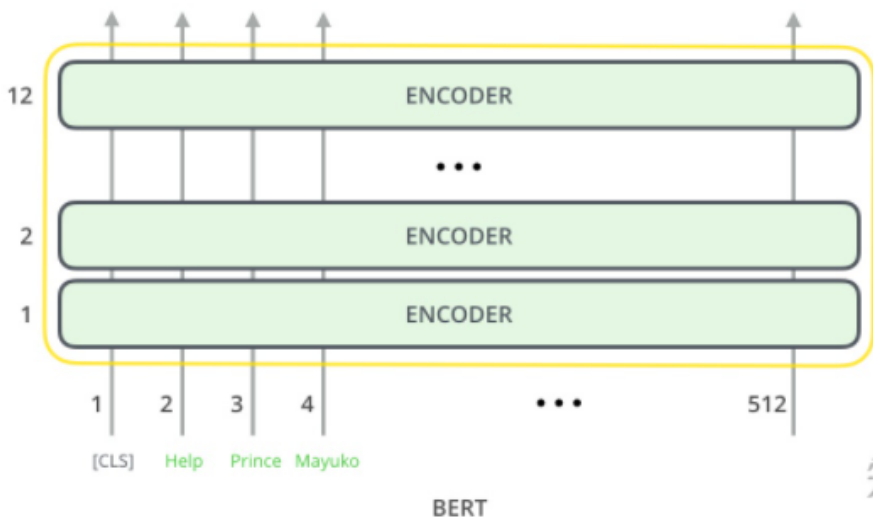 12 ENCODER
...
2 ENCODER
1 ENCODER
1 2 3 4 ... 512
[CLS] Help Prince Mayuko
BERT